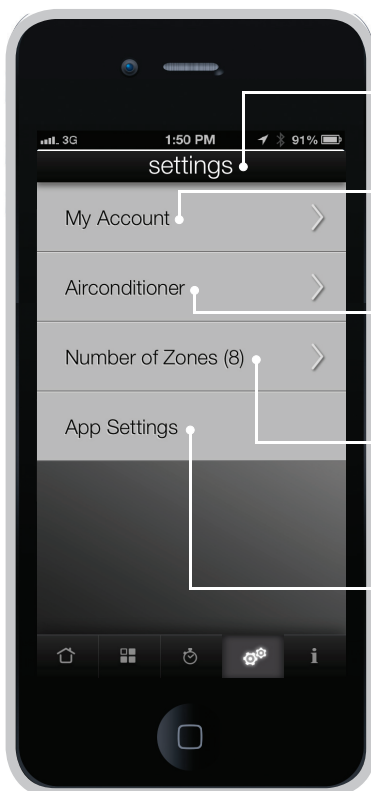 3G 1:50 PM 91%
settings
My Account
Airconditioner
Number of Zones (8)
App Settings
i